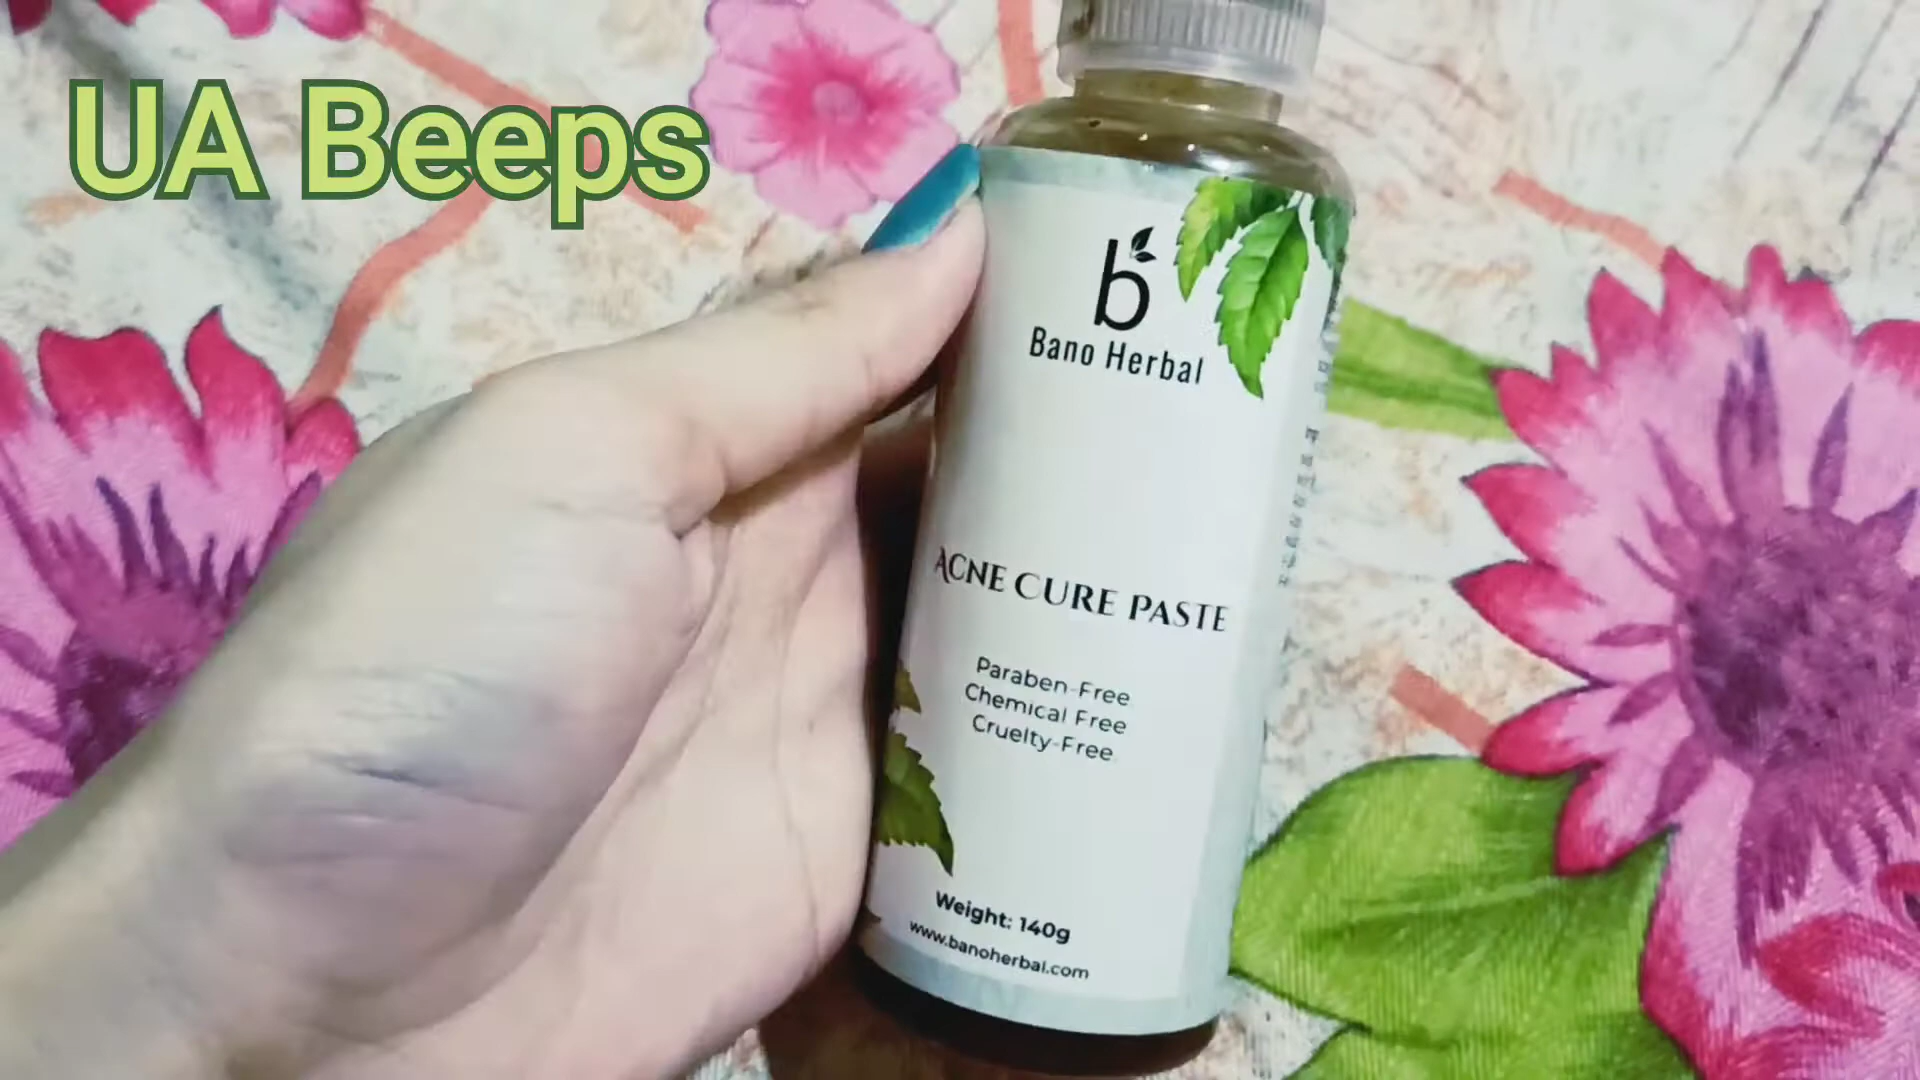 UA Beeps
b
Bano Herbal
ACNE CURE PASTE
Paraben-Free
Chemical Free
Cruelty-Free
Weight: 140g
www.banoherbal.com